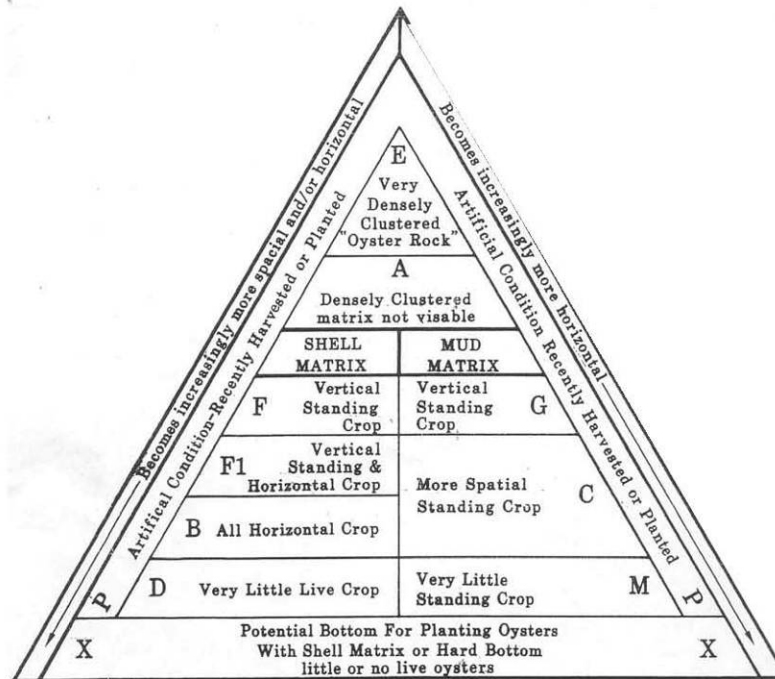 Becomes increasingly more spacial and/or horizontal
Artifical Condition-Recently Harvested or Planted
P
Becomes increasingly more horizontal
Artificial Condition Recently Harvested or Planted
P
E
Very
Densely
Clustered
"Oyster Rock"
A
Densely Clustered
matrix not visable
SHELL
MATRIX
MUD
MATRIX
F
Vertical
Standing
Crop
Vertical
Standing
Crop
G
F1
Vertical
Standing &
Horizontal Crop
More Spatial
Standing Crop
C
B All Horizontal Crop
D Very Little Live Crop
Very Little
Standing Crop
M
X
Potential Bottom For Planting Oysters
With Shell Matrix or Hard Bottom
little or no live oysters
X